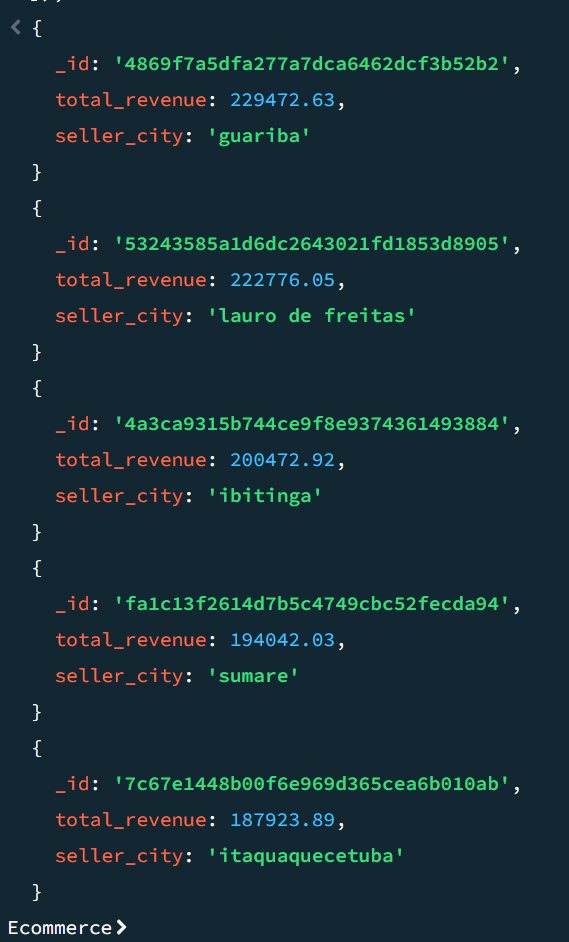 {
_id: '4869f7a5dfa277a7dca6462dcf3b52b2',
total_revenue: 229472.63,
seller_city: 'guariba'
}
{
_id: '53243585a1d6dc2643021fd1853d8905',
total_revenue: 222776.05,
seller_city: 'lauro de freitas'
}
{
_id: '4a3ca9315b744ce9f8e9374361493884',
total_revenue: 200472.92,
seller_city: 'ibitinga'
}
{
_id: 'fa1c13f2614d7b5c4749cbc52fecda94',
total_revenue: 194042.03,
seller_city: 'sumare'
}
{
_id: '7c67e1448b00f6e969d365cea6b010ab',
total_revenue: 187923.89,
seller_city: 'itaquaquecetuba'
}
Ecommerce>